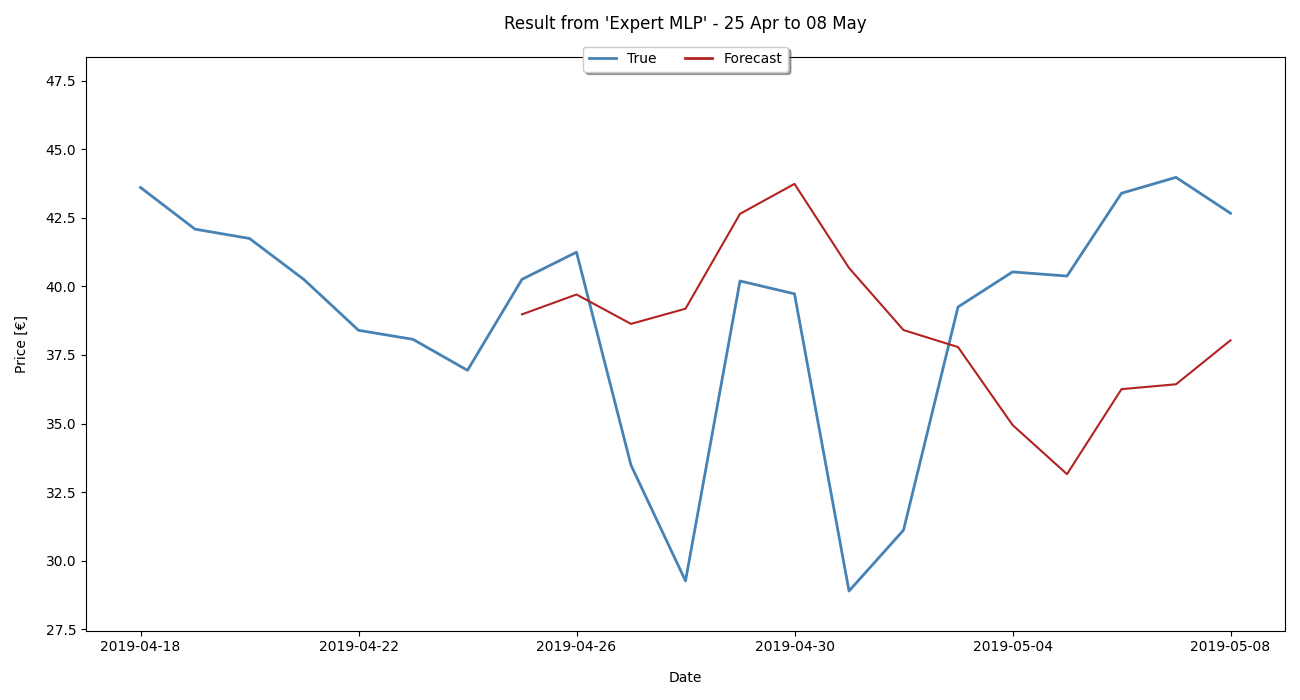 Result from 'Expert MLP' - 25 Apr to 08 May
True Forecast
47.5
45.0
42.5
40.0
37.5
35.0
32.5
30.0
27.5
Price [€]
2019-04-18 2019-04-22 2019-04-26 2019-04-30 2019-05-04 2019-05-08
Date